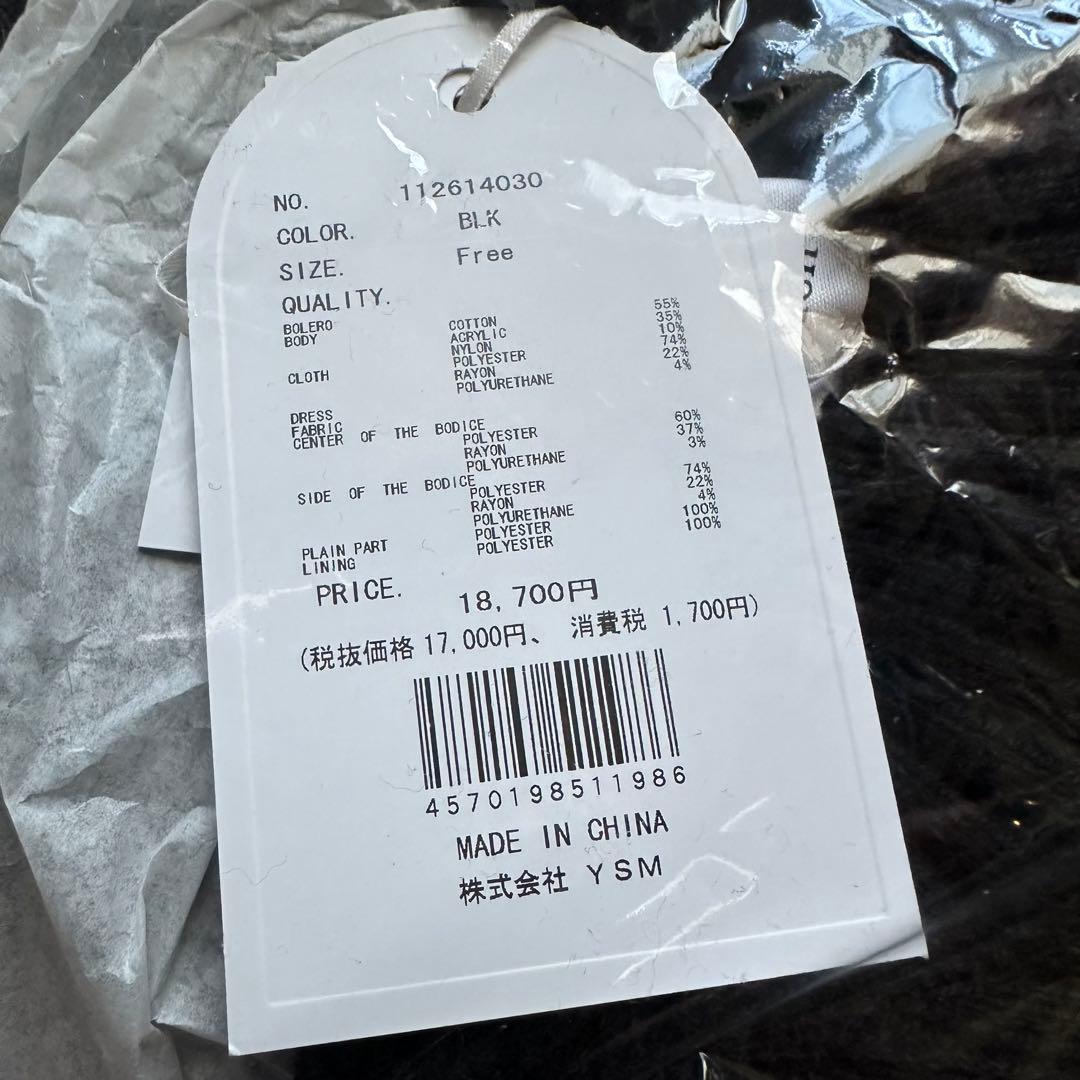 NO. 112614030
COLOR. BLK
SIZE. Free
QUALITY.
BOLERO
BODY COTTON 55%
ACRYLIC 35%
NYLON 10%
CLOTH POLYESTER 74%
RAYON 22%
POLYURETHANE 4%
DRESS
FABRIC
CENTER OF THE BODICE
POLYESTER 60%
RAYON 37%
POLYURETHANE 3%
SIDE OF THE BODICE
POLYESTER 74%
RAYON 22%
POLYURETHANE 4%
PLAIN PART POLYESTER 100%
LINING POLYESTER 100%
PRICE. 18,700円
(税抜価格 17,000円、 消費税 1,700円)
4570198511986
MADE IN CHINA
株式会社 YSM